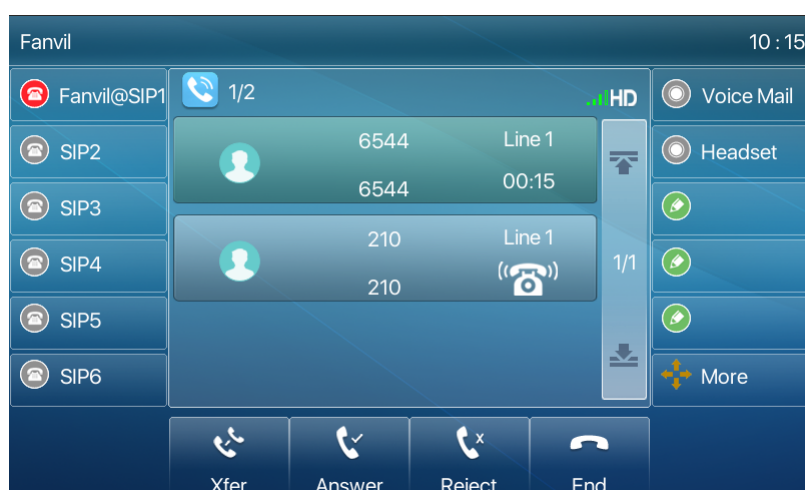 Fanvil
10 : 15
Fanvil@SIP1
SIP2
SIP3
SIP4
SIP5
SIP6
1/2
HD
6544 Line 1
6544 00:15
210 Line 1
210
1/1
Voice Mail
Headset
More
Xfer Answer Reject End